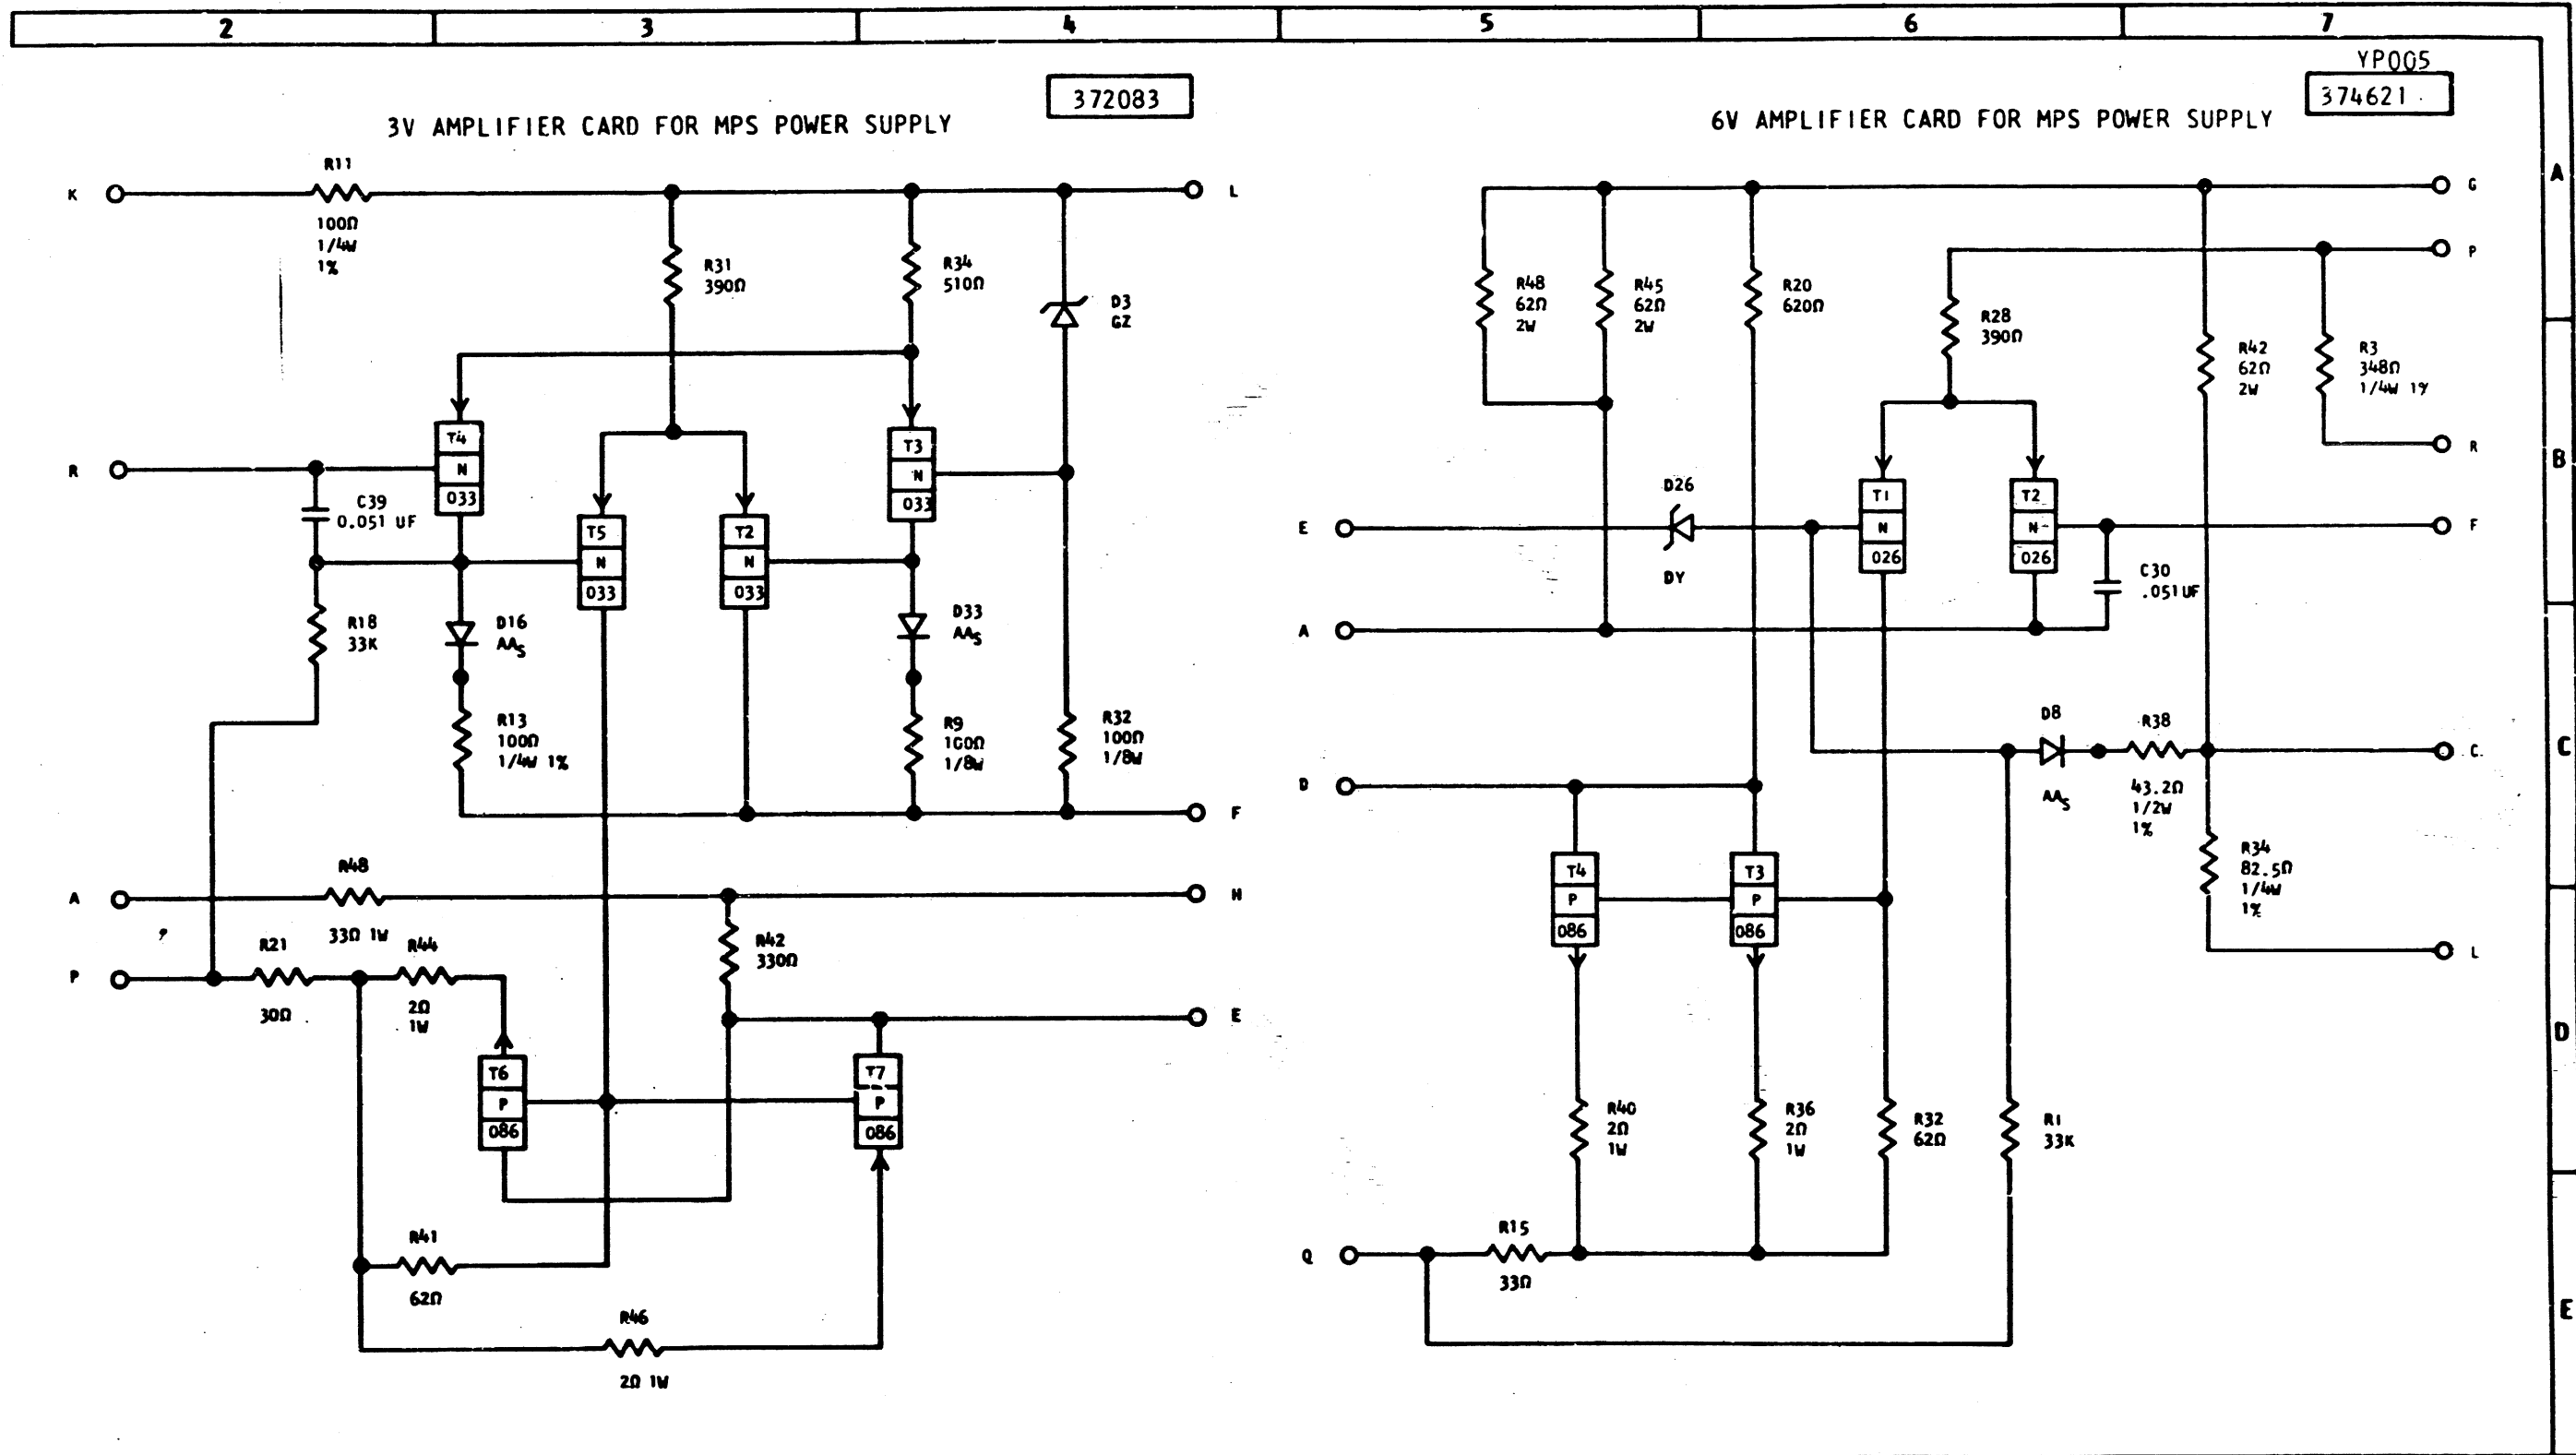 2 3 4 5 6 7
YP005
372083
374621
3V AMPLIFIER CARD FOR MPS POWER SUPPLY
6V AMPLIFIER CARD FOR MPS POWER SUPPLY
A
B
C
D
E
K
R11
100Ω
1/4W
1%
L
R31
390Ω
R34
510Ω
D3
GZ
T4
N
033
R
C39
0.051 UF
T3
N
033
T5
N
033
T2
N
033
R18
33K
D16
AAS
D33
AAS
R13
100Ω
1/4W 1%
R9
100Ω
1/8W
R32
100Ω
1/8W
F
A
R48
33Ω 1W
H
P
R21
30Ω
R44
2Ω
1W
R42
330Ω
E
T6
P
086
T7
P
086
R41
62Ω
R46
2Ω 1W
G
P
R48
62Ω
2W
R45
62Ω
2W
R20
620Ω
R28
390Ω
R42
62Ω
2W
R3
348Ω
1/4W 1%
R
D26
DY
E
T1
N
026
T2
N
026
F
C30
.051UF
A
D8
AAS
R38
43.2Ω
1/2W
1%
C
D
T4
P
086
T3
P
086
R34
82.5Ω
1/4W
1%
L
R40
2Ω
1W
R36
2Ω
1W
R32
62Ω
R1
33K
Q
R15
33Ω